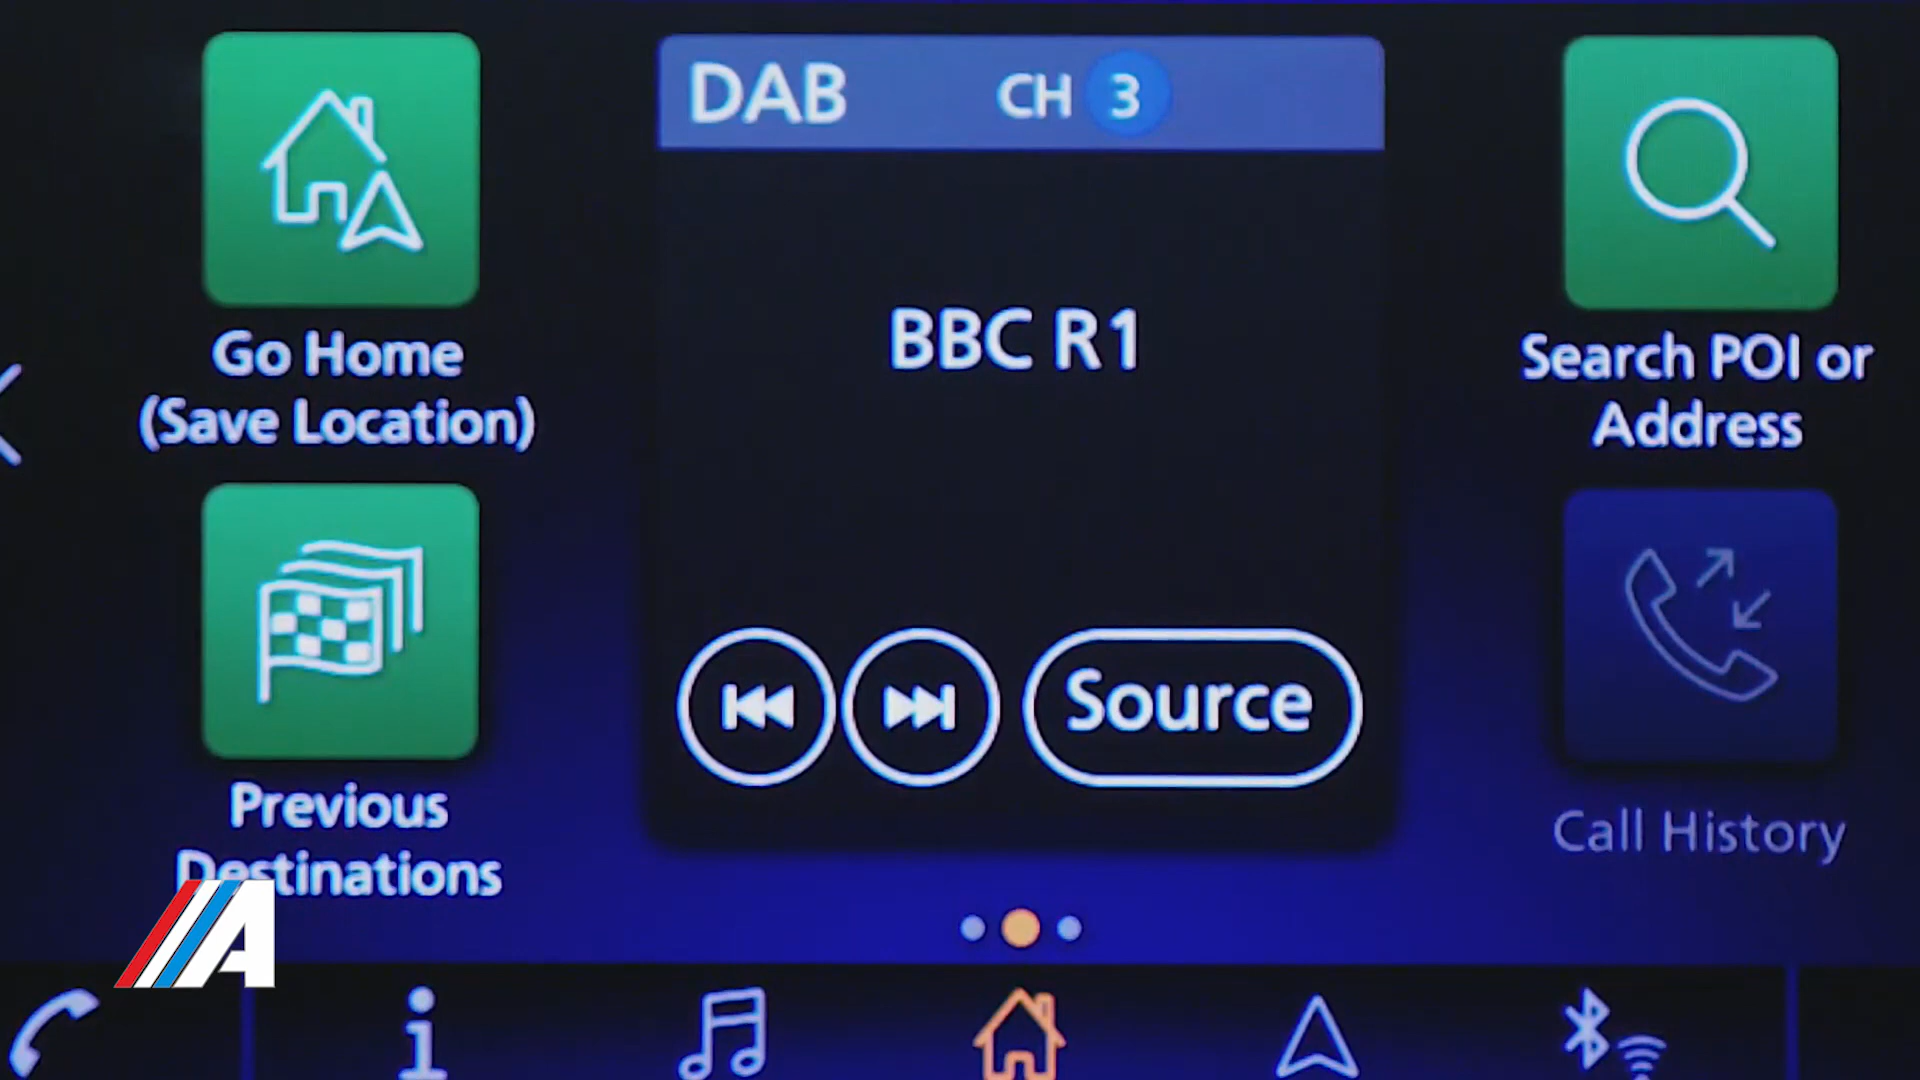 DAB
CH 3
Go Home
(Save Location)
BBC R1
Search POI or
Address
Source
Previous
Destinations
Call History
A